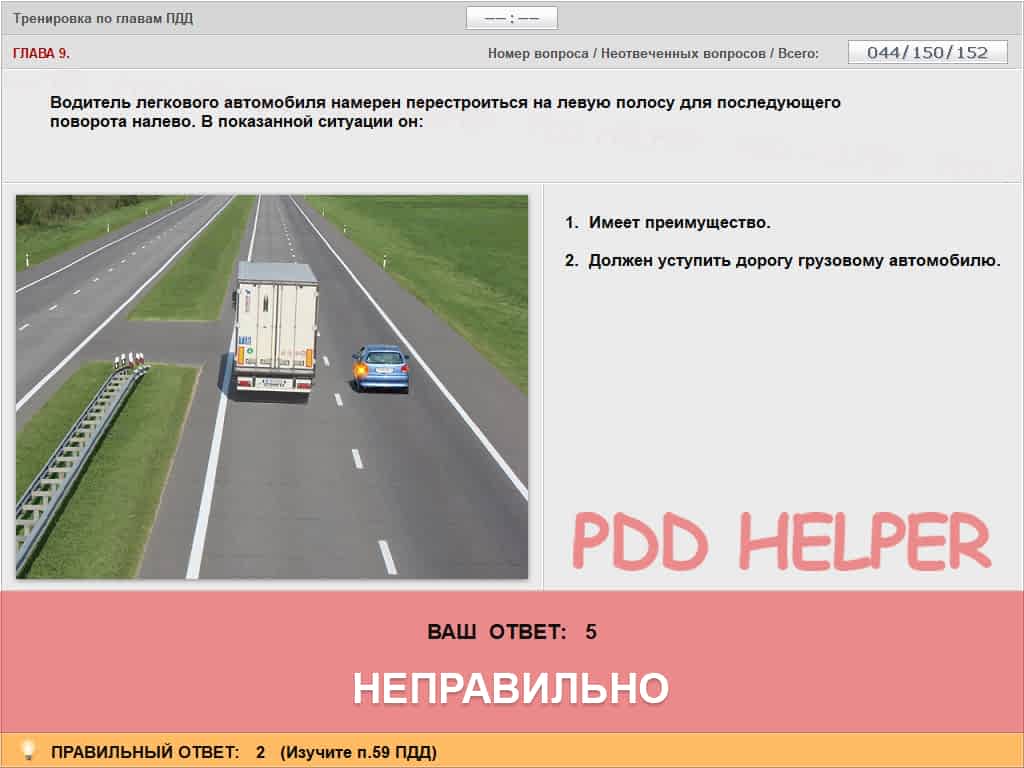 Тренировка по главам ПДД
—— : ——
ГЛАВА 9.
Номер вопроса / Неотвеченных вопросов / Всего:
044/150/152
Водитель легкового автомобиля намерен перестроиться на левую полосу для последующего
поворота налево. В показанной ситуации он:
1. Имеет преимущество.
2. Должен уступить дорогу грузовому автомобилю.
PDD HELPER
ВАШ ОТВЕТ: 5
НЕПРАВИЛЬНО
ПРАВИЛЬНЫЙ ОТВЕТ: 2 (Изучите п.59 ПДД)